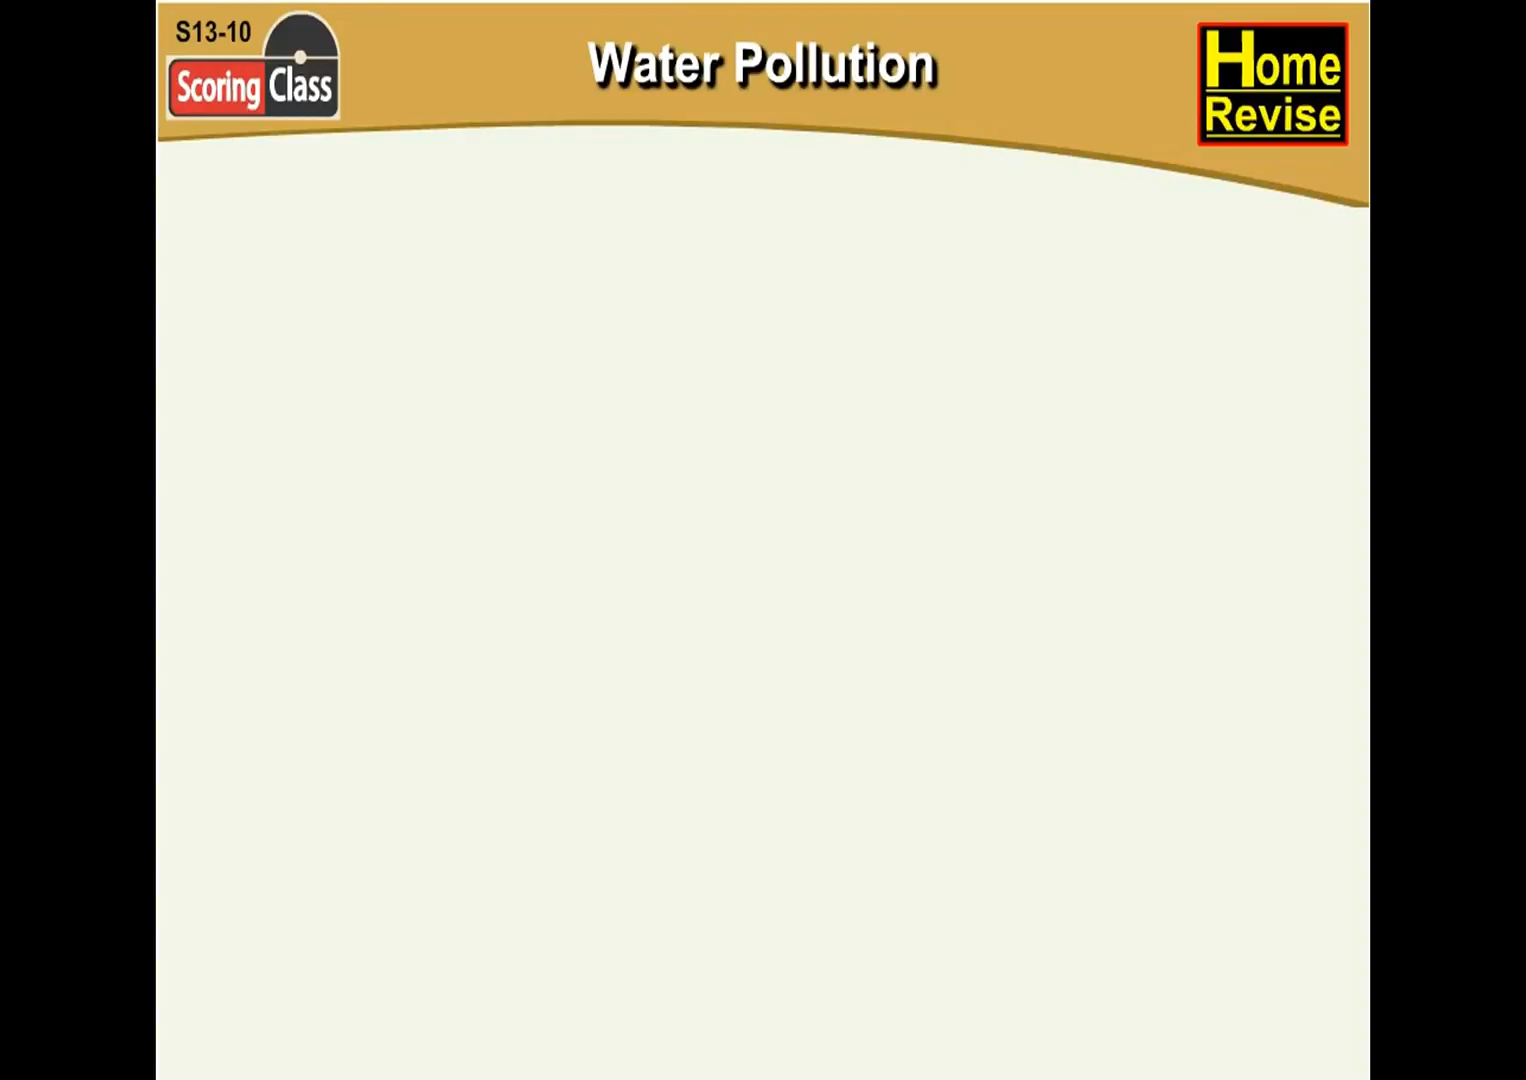 S13-10
Scoring Class
Water Pollution
Home
Revise